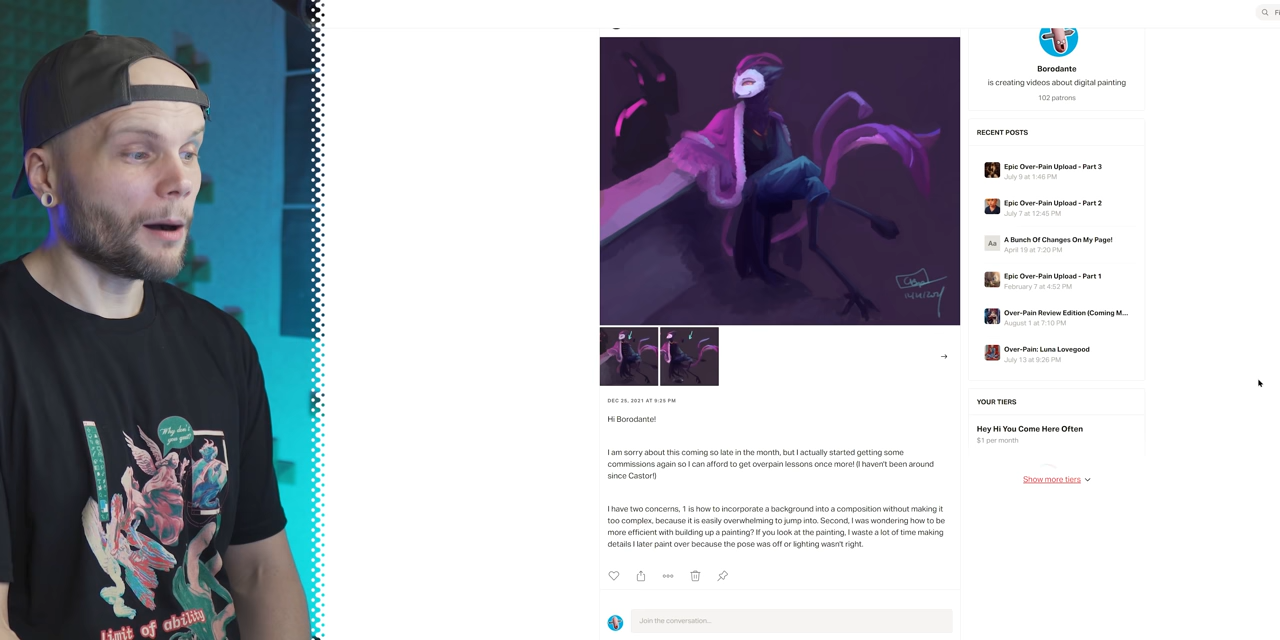 Fi
Borodante
is creating videos about digital painting
102 patrons
RECENT POSTS
Epic Over-Pain Upload - Part 3
July 9 at 1:46 PM
Epic Over-Pain Upload - Part 2
July 7 at 12:45 PM
Aa
A Bunch Of Changes On My Page!
April 19 at 7:20 PM
Epic Over-Pain Upload - Part 1
February 7 at 4:52 PM
Over-Pain Review Edition (Coming M...
August 1 at 7:10 PM
Over-Pain: Luna Lovegood
July 13 at 9:26 PM
YOUR TIERS
Hey Hi You Come Here Often
$1 per month
Show more tiers
DEC 25, 2021 AT 9:25 PM
Hi Borodante!
I am sorry about this coming so late in the month, but I actually started getting some
commissions again so I can afford to get overpain lessons once more! (I haven't been around
since Castor!)
I have two concerns, 1 is how to incorporate a background into a composition without making it
too complex, because it is easily overwhelming to jump into. Second, I was wondering how to be
more efficient with building up a painting? If you look at the painting, I waste a lot of time making
details I later paint over because the pose was off or lighting wasn't right.
Join the conversation...
Why don't
you quit?
limit of ability